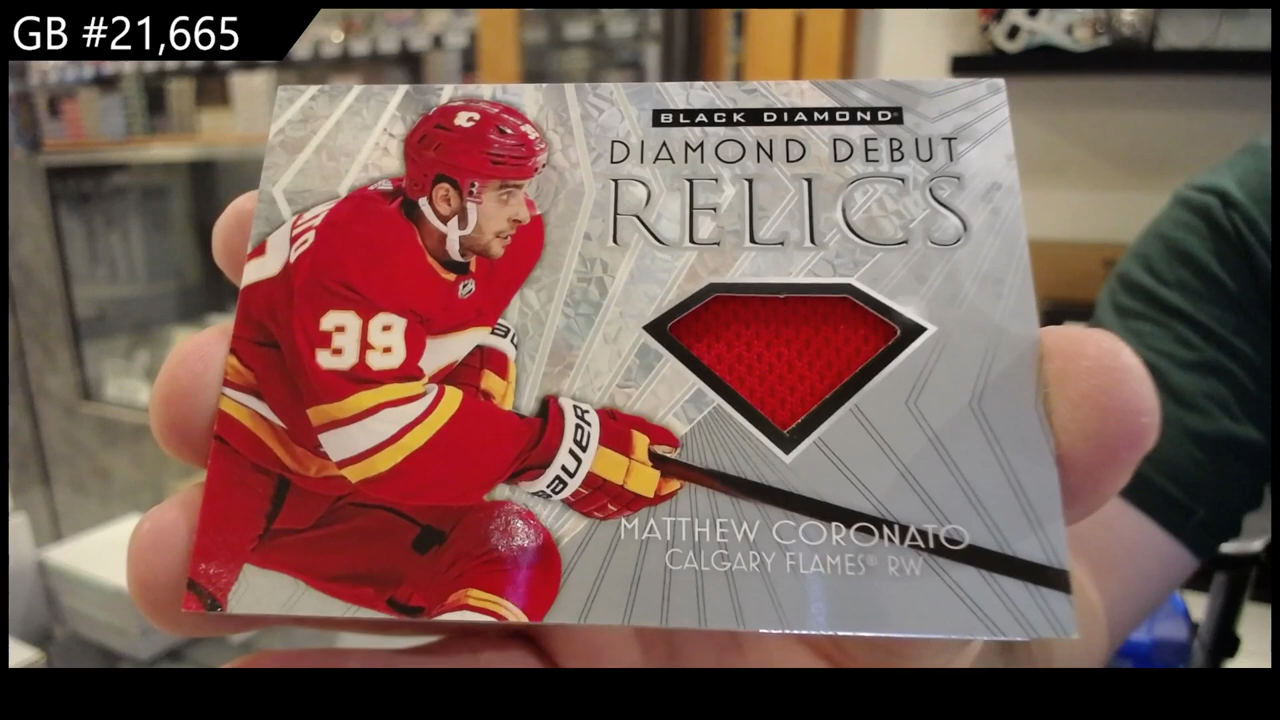 GB #21,665
BLACK DIAMOND
DIAMOND DEBUT
RELICS
C
39
BAUER
MATTHEW CORONATO
CALGARY FLAMES® RW